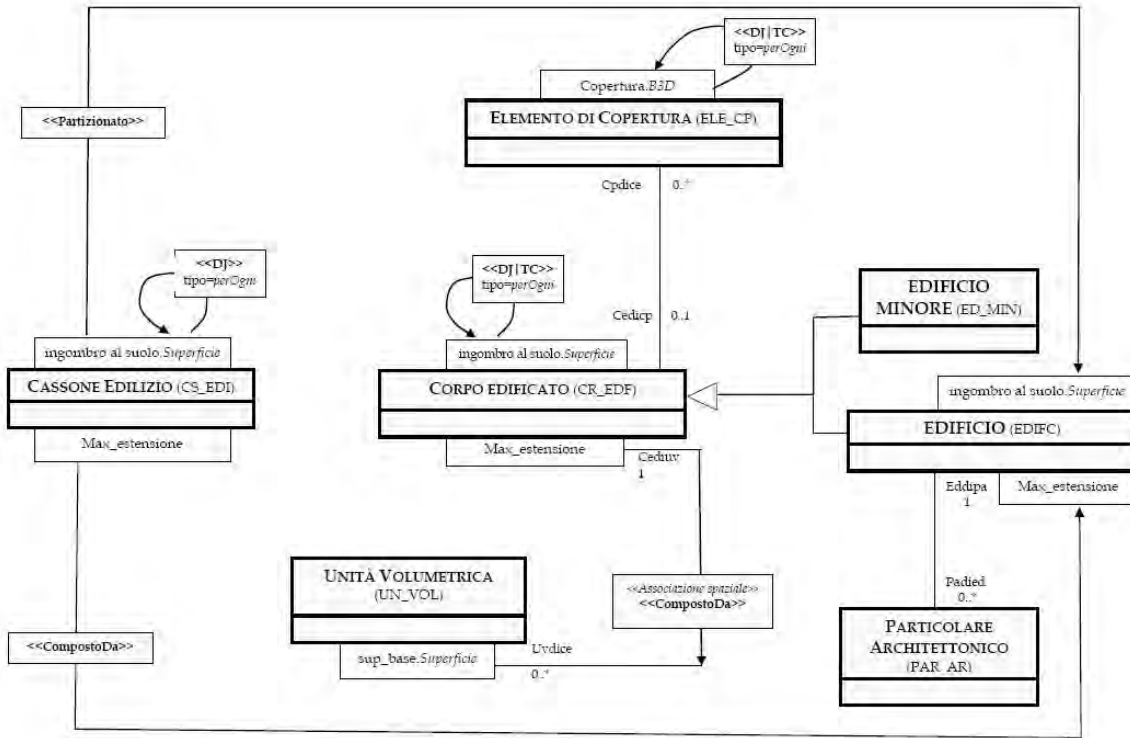 <<DJ|TC>>
tipo=perOgni
Copertura.B3D
ELEMENTO DI COPERTURA (ELE_CP)
<<Partizionato>>
Cpdice 0..*
<<DJ>>
tipo=perOgni
<<DJ|TC>>
tipo=perOgni
Cedicp 0..1
EDIFICIO
MINORE (ED_MIN)
ingombro al suolo.Superficie
CASSONE EDILIZIO (CS_EDI)
Max_estensione
ingombro al suolo.Superficie
CORPO EDIFICATO (CR_EDF)
Max_estensione
Cediuv
1
ingombro al suolo.Superficie
EDIFICIO (EDIFC)
Eddipa
1
Max_estensione
UNITÀ VOLUMETRICA
(UN_VOL)
sup_base.Superficie
Uvdice
0..*
<<Associazione spaziale>>
<<CompostoDa>>
Padied
0..*
PARTICOLARE
ARCHITETTONICO
(PAR_AR)
<<CompostoDa>>